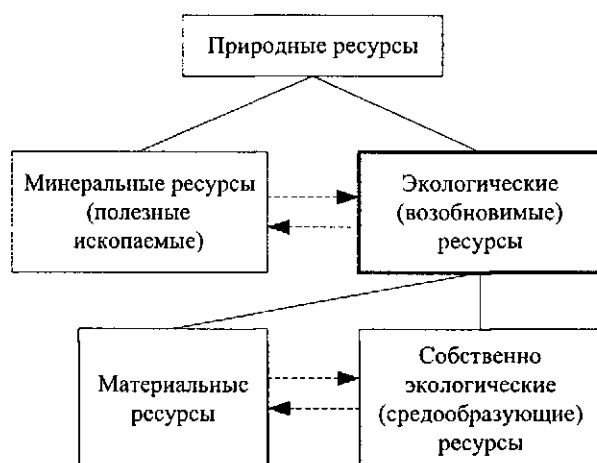 Природные ресурсы
Минеральные ресурсы
(полезные
ископаемые)
Экологические
(возобновимые)
ресурсы
Материальные
ресурсы
Собственно
экологические
(средообразующие)
ресурсы